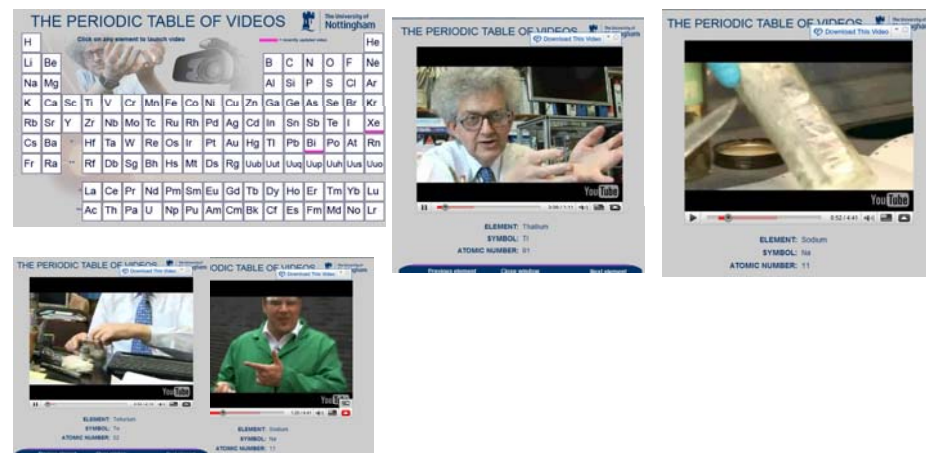 THE PERIODIC TABLE OF VIDEOS
The University of
Nottingham
Click on any element to launch video
= recently updated video
H He
Li Be B C N O F Ne
Na Mg Al Si P S Cl Ar
K Ca Sc Ti V Cr Mn Fe Co Ni Cu Zn Ga Ge As Se Br Kr
Rb Sr Y Zr Nb Mo Tc Ru Rh Pd Ag Cd In Sn Sb Te I Xe
Cs Ba Hf Ta W Re Os Ir Pt Au Hg Tl Pb Bi Po At Rn
Fr Ra Rf Db Sg Bh Hs Mt Ds Rg Uub Uut Uuq Uup Uuh Uus Uuo
La Ce Pr Nd Pm Sm Eu Gd Tb Dy Ho Er Tm Yb Lu
Ac Th Pa U Np Pu Am Cm Bk Cf Es Fm Md No Lr
THE PERIODIC TABLE OF VIDEOS
Download This Video
YouTube
ELEMENT: Thallium
SYMBOL: Tl
ATOMIC NUMBER: 81
Previous element Close window Next element
THE PERIODIC TABLE OF VIDEOS
Download This Video
YouTube
0:52 / 4:41
ELEMENT: Sodium
SYMBOL: Na
ATOMIC NUMBER: 11
THE PERIODIC TABLE OF VIDEOS
Download This Video
YouTube
ELEMENT: Tellurium
SYMBOL: Te
ATOMIC NUMBER: 52
IODIC TABLE OF VIDEOS
Download This Video
ELEMENT: Sodium
SYMBOL: Na
ATOMIC NUMBER: 11